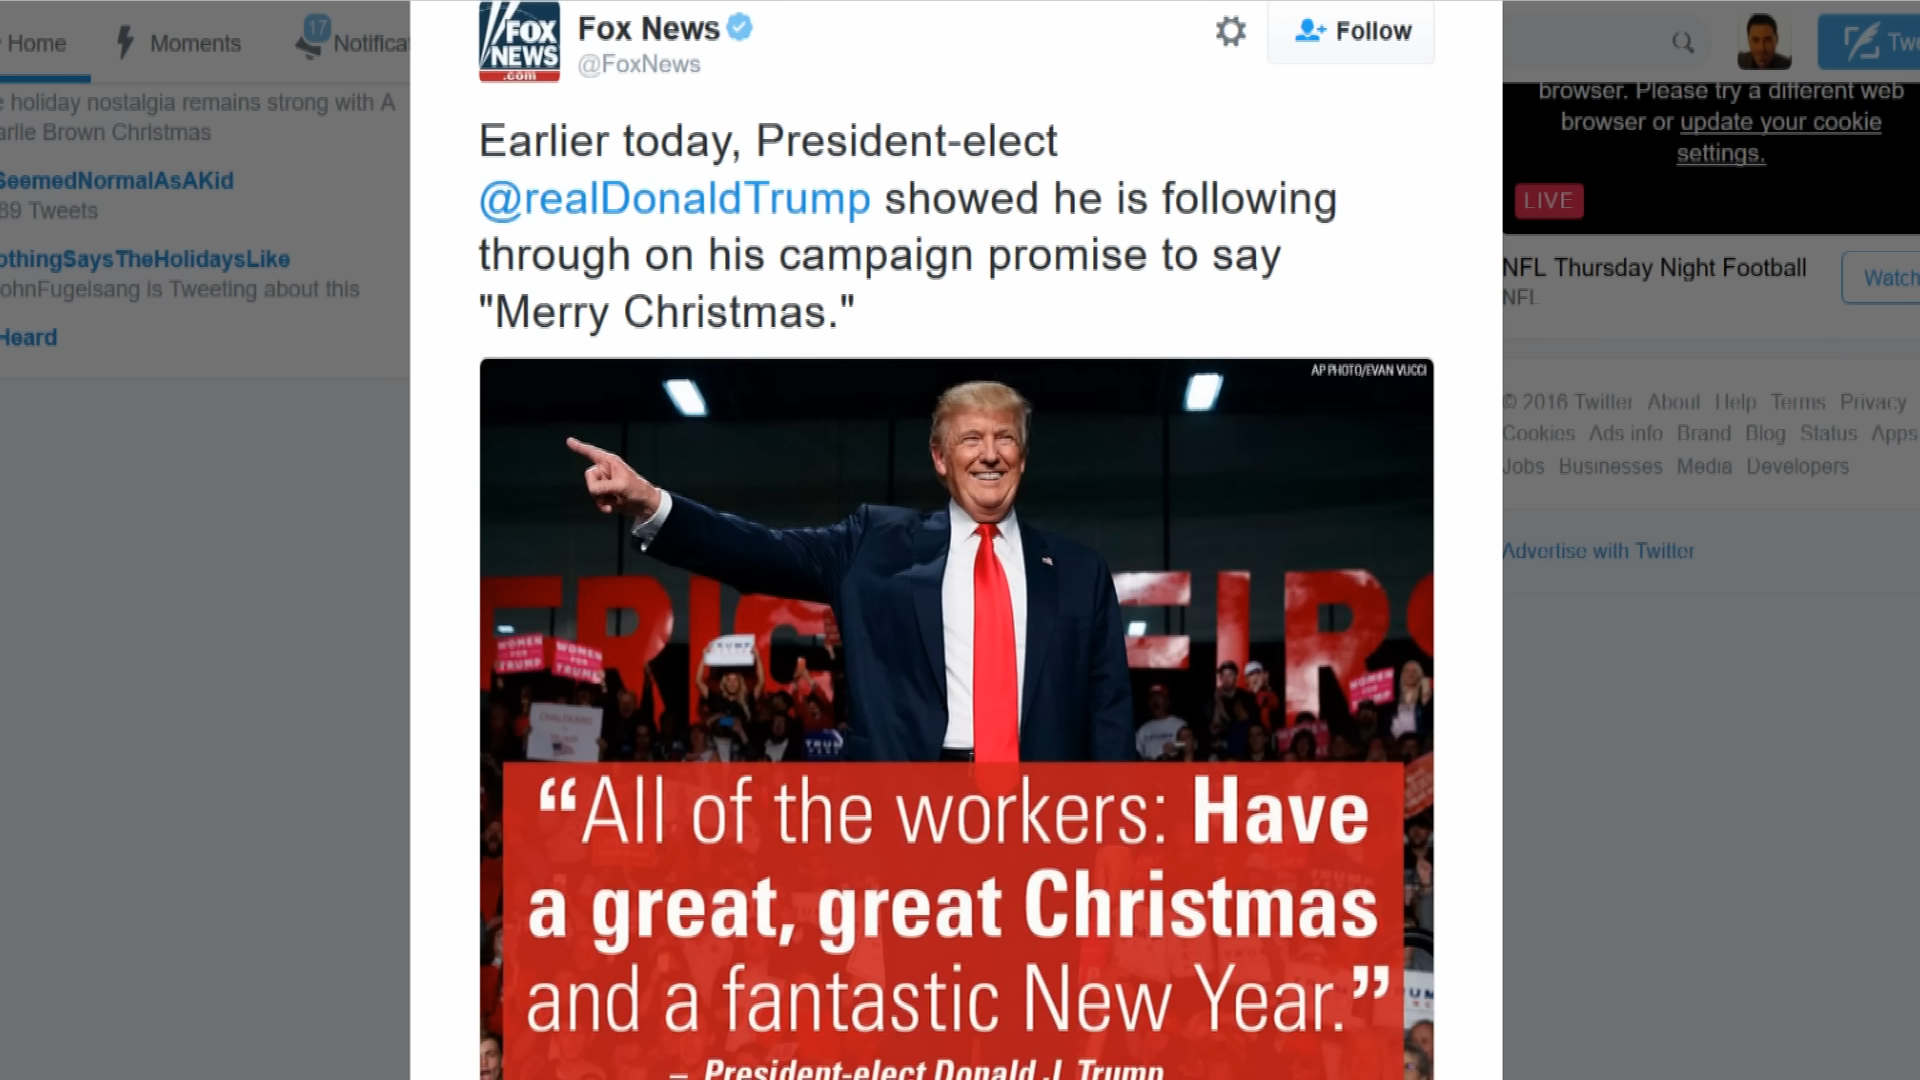 Home
Moments
17
Notifica
e holiday nostalgia remains strong with A
arlie Brown Christmas
SeemedNormalAsAKid
89 Tweets
othingSaysTheHolidaysLike
ohnFugelsang is Tweeting about this
Heard
FOX
NEWS
.com
Fox News
@FoxNews
Follow
Earlier today, President-elect
@realDonaldTrump showed he is following
through on his campaign promise to say
"Merry Christmas."
AP PHOTO/EVAN VUCCI
ERIC FIRS
WOMEN
FOR
TRUMP
WOMEN
FOR
TRUMP
TRUMP
“All of the workers: Have
a great, great Christmas
and a fantastic New Year.”
– President-elect Donald J. Trump
Twe
browser. Please try a different web
browser or update your cookie
settings.
LIVE
NFL Thursday Night Football
NFL
Watch
© 2016 Twitter About Help Terms Privacy
Cookies Ads info Brand Blog Status Apps
Jobs Businesses Media Developers
Advertise with Twitter